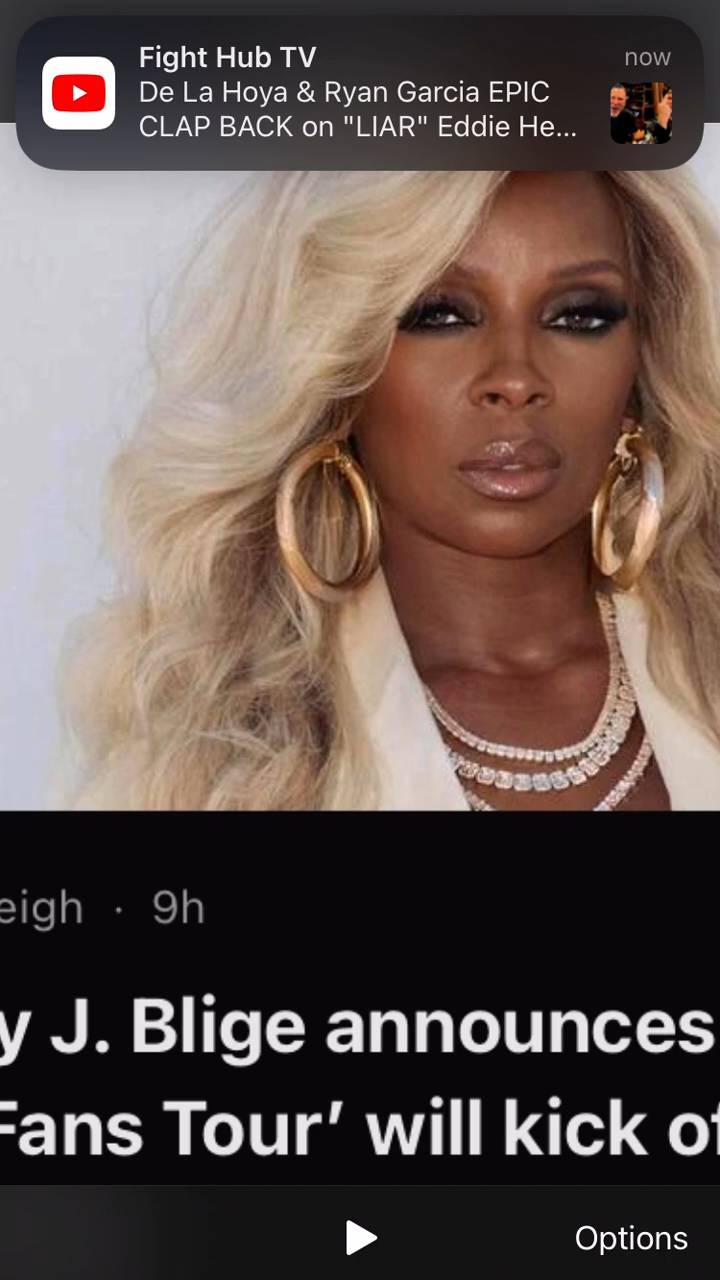 Fight Hub TV
now
De La Hoya & Ryan Garcia EPIC
CLAP BACK on "LIAR" Eddie He...
eigh · 9h
y J. Blige announces
Fans Tour’ will kick of
Options